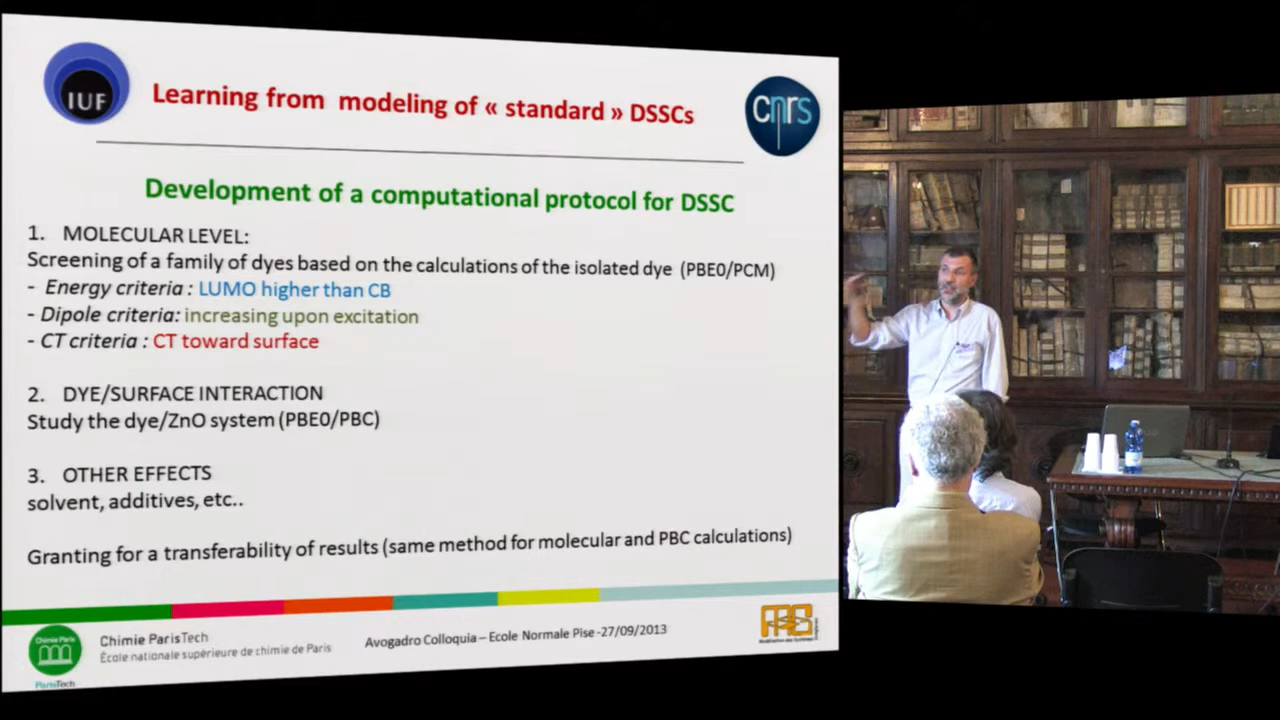 IUF
Learning from modeling of « standard » DSSCs
cnrs
Development of a computational protocol for DSSC
1. MOLECULAR LEVEL:
Screening of a family of dyes based on the calculations of the isolated dye (PBE0/PCM)
- Energy criteria : LUMO higher than CB
- Dipole criteria: increasing upon excitation
- CT criteria : CT toward surface
2. DYE/SURFACE INTERACTION
Study the dye/ZnO system (PBE0/PBC)
3. OTHER EFFECTS
solvent, additives, etc..
Granting for a transferability of results (same method for molecular and PBC calculations)
Chimie Paris
ParisTech
Chimie ParisTech
École nationale supérieure de chimie de Paris
Avogadro Colloquia – Ecole Normale Pise -27/09/2013